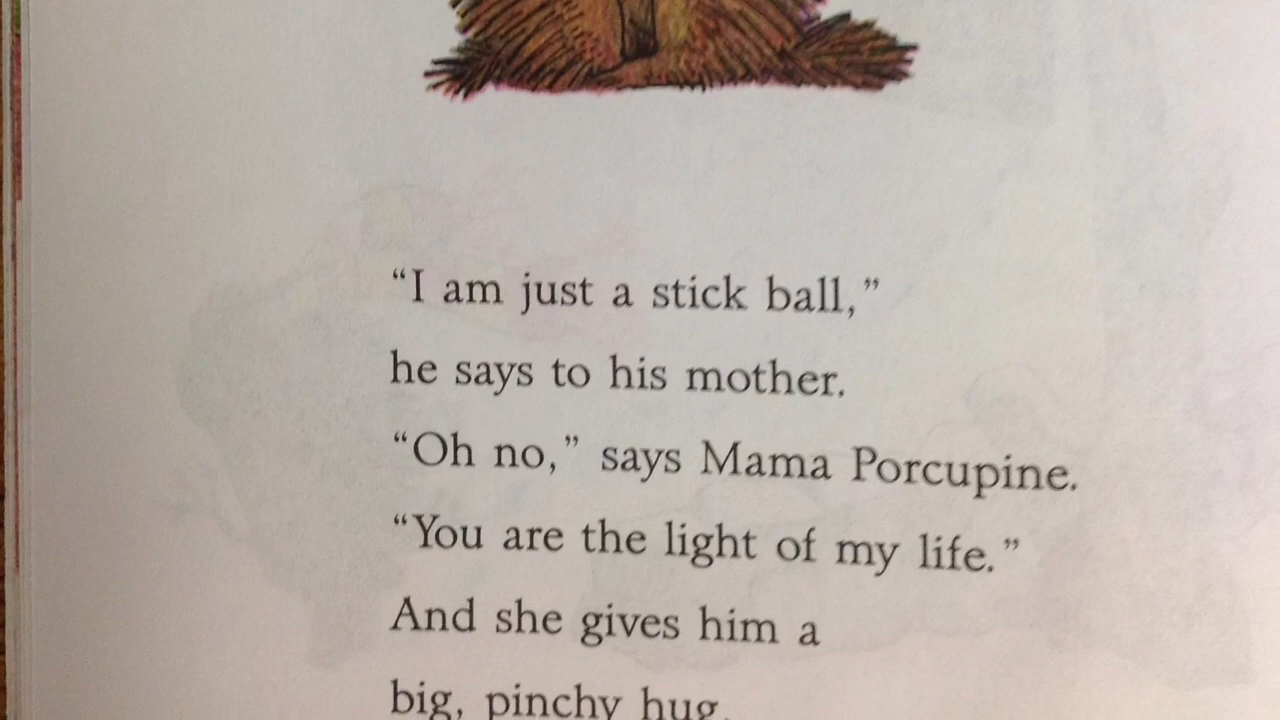 “I am just a stick ball,”
he says to his mother.
“Oh no,” says Mama Porcupine.
“You are the light of my life.”
And she gives him a
big, pinchy hug.